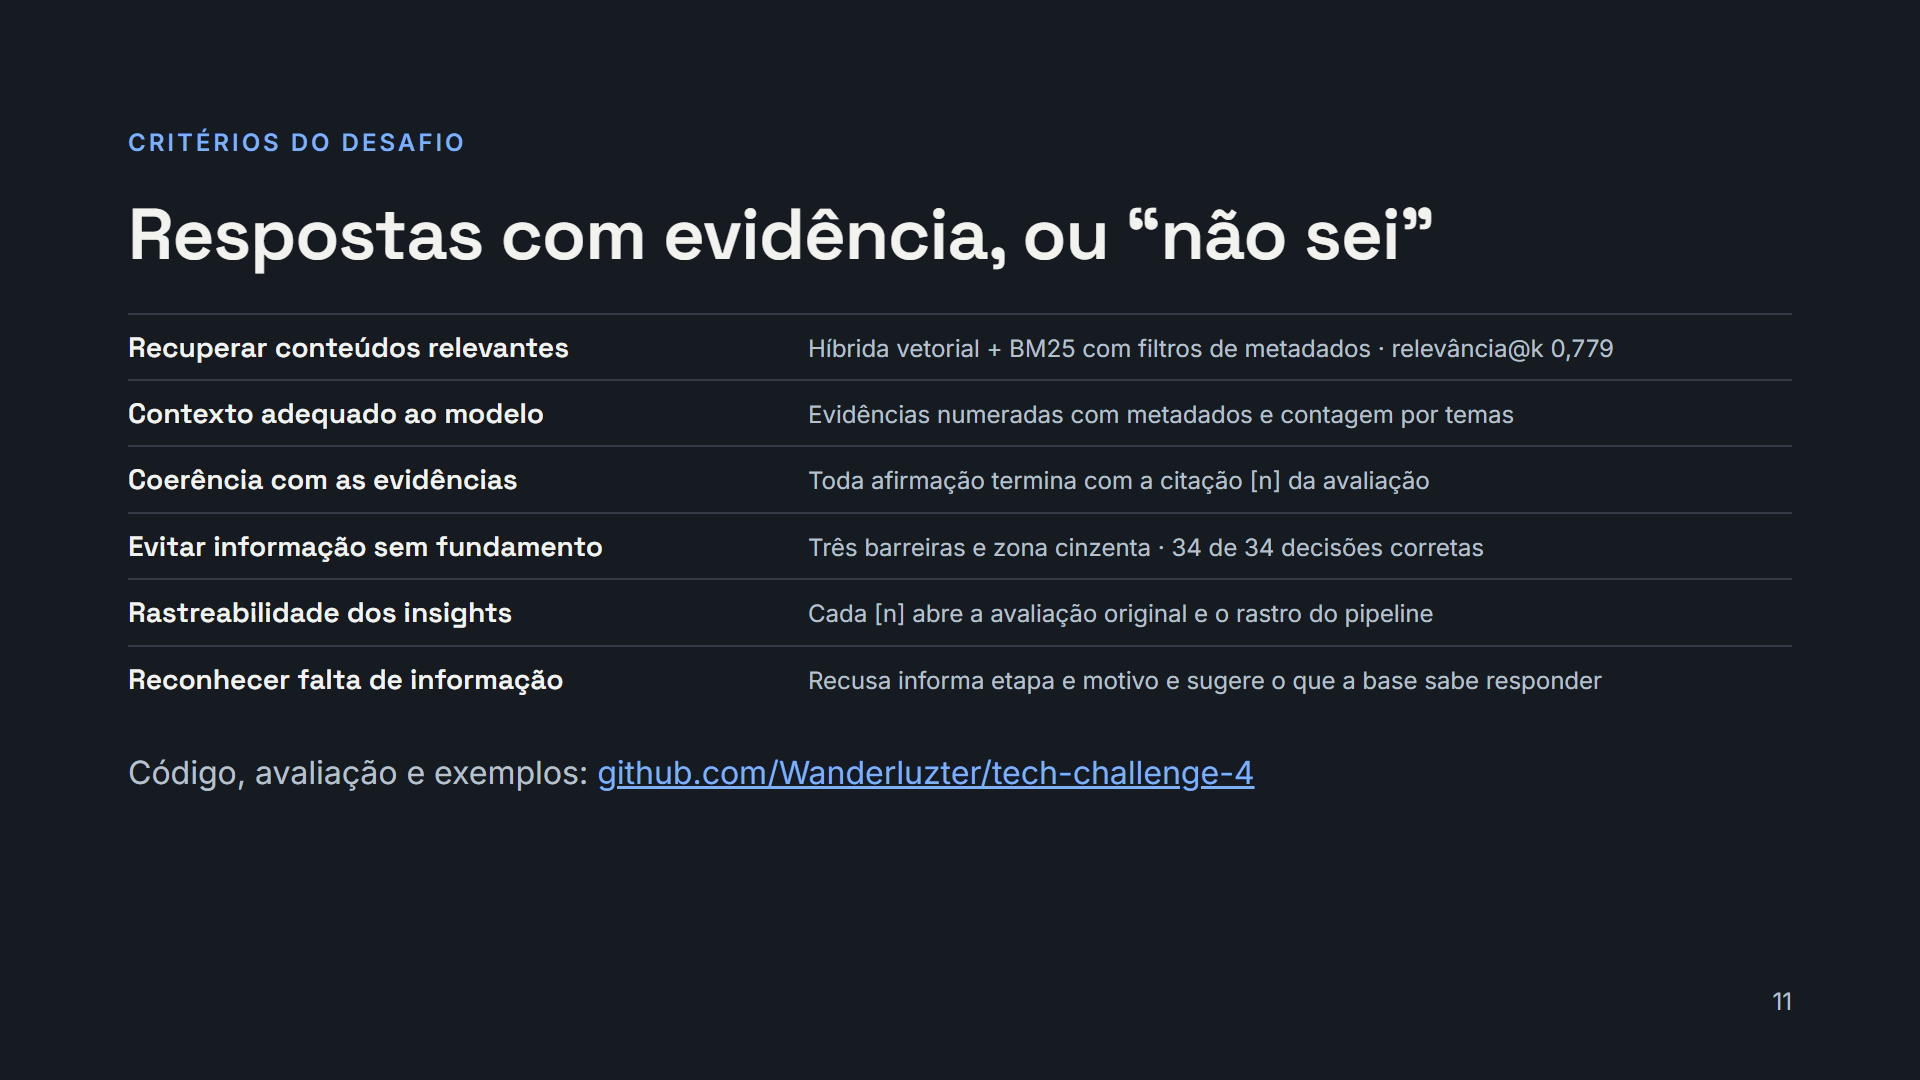 CRITÉRIOS DO DESAFIO
Respostas com evidência, ou “não sei”
Recuperar conteúdos relevantes
Híbrida vetorial + BM25 com filtros de metadados · relevância@k 0,779
Contexto adequado ao modelo
Evidências numeradas com metadados e contagem por temas
Coerência com as evidências
Toda afirmação termina com a citação [n] da avaliação
Evitar informação sem fundamento
Três barreiras e zona cinzenta · 34 de 34 decisões corretas
Rastreabilidade dos insights
Cada [n] abre a avaliação original e o rastro do pipeline
Reconhecer falta de informação
Recusa informa etapa e motivo e sugere o que a base sabe responder
Código, avaliação e exemplos: github.com/Wanderluzter/tech-challenge-4
11